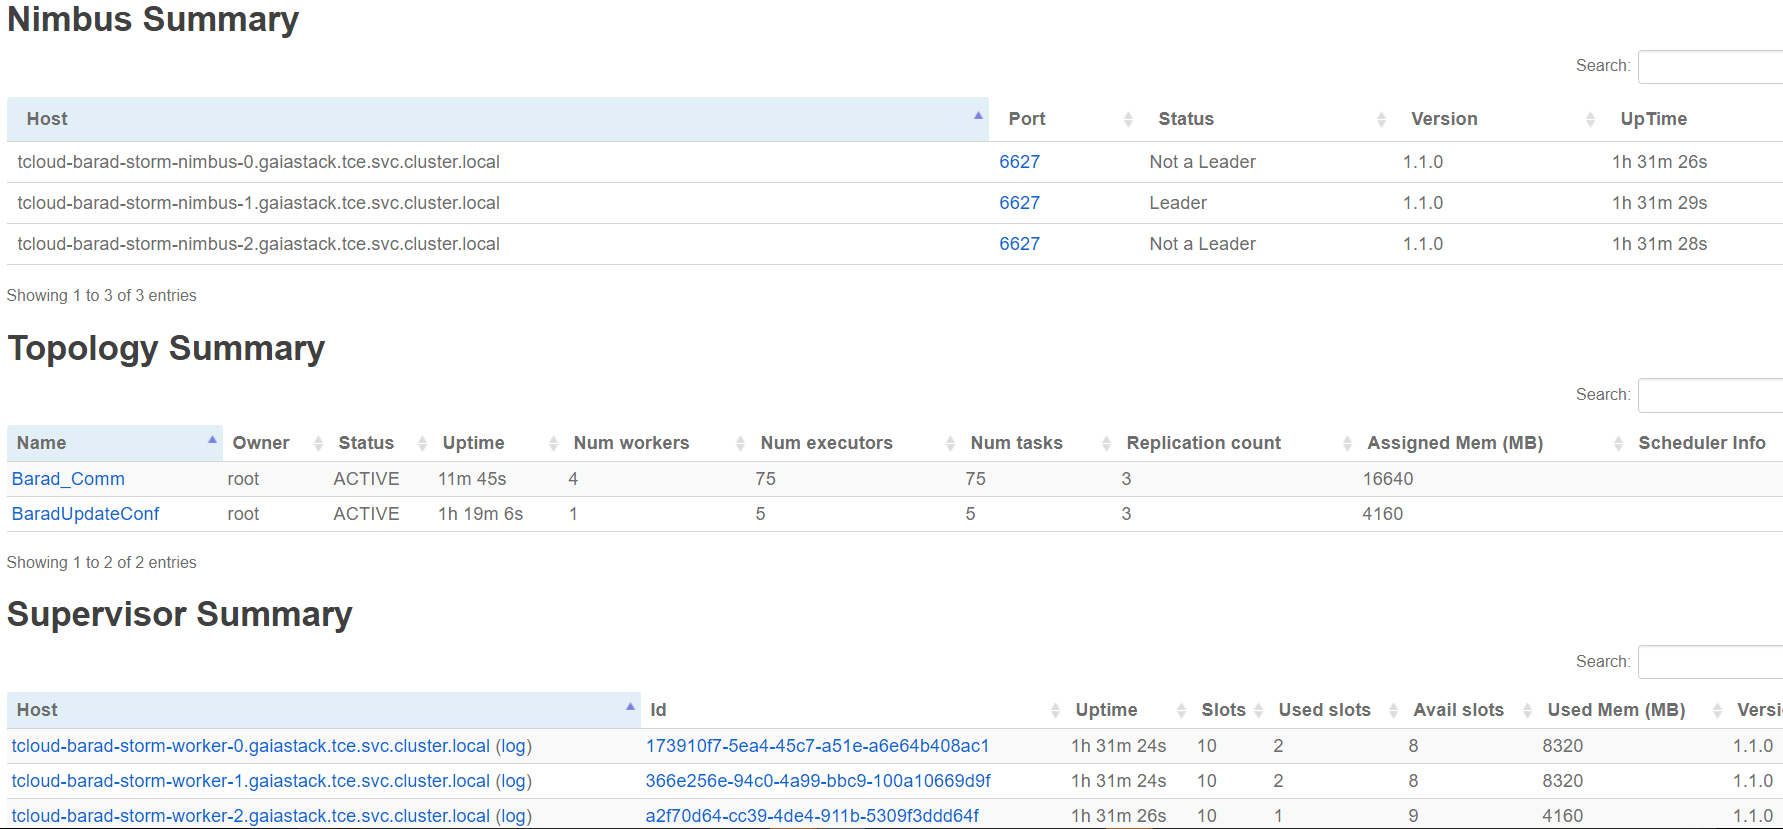 Nimbus Summary
Search:
Host Port Status Version UpTime
tcloud-barad-storm-nimbus-0.gaiastack.tce.svc.cluster.local 6627 Not a Leader 1.1.0 1h 31m 26s
tcloud-barad-storm-nimbus-1.gaiastack.tce.svc.cluster.local 6627 Leader 1.1.0 1h 31m 29s
tcloud-barad-storm-nimbus-2.gaiastack.tce.svc.cluster.local 6627 Not a Leader 1.1.0 1h 31m 28s
Showing 1 to 3 of 3 entries
Topology Summary
Search:
Name Owner Status Uptime Num workers Num executors Num tasks Replication count Assigned Mem (MB) Scheduler Info
Barad_Comm root ACTIVE 11m 45s 4 75 75 3 16640
BaradUpdateConf root ACTIVE 1h 19m 6s 1 5 5 3 4160
Showing 1 to 2 of 2 entries
Supervisor Summary
Search:
Host Id Uptime Slots Used slots Avail slots Used Mem (MB) Versi
tcloud-barad-storm-worker-0.gaiastack.tce.svc.cluster.local (log) 173910f7-5ea4-45c7-a51e-a6e64b408ac1 1h 31m 24s 10 2 8 8320 1.1.0
tcloud-barad-storm-worker-1.gaiastack.tce.svc.cluster.local (log) 366e256e-94c0-4a99-bbc9-100a10669d9f 1h 31m 24s 10 2 8 8320 1.1.0
tcloud-barad-storm-worker-2.gaiastack.tce.svc.cluster.local (log) a2f70d64-cc39-4de4-911b-5309f3ddd64f 1h 31m 26s 10 1 9 4160 1.1.0